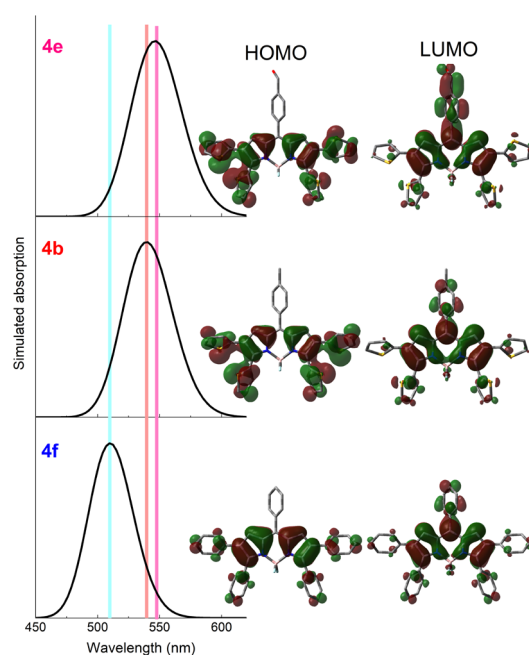 HOMO
LUMO
4e
4b
4f
Simulated absorption
450
500
550
600
Wavelength (nm)